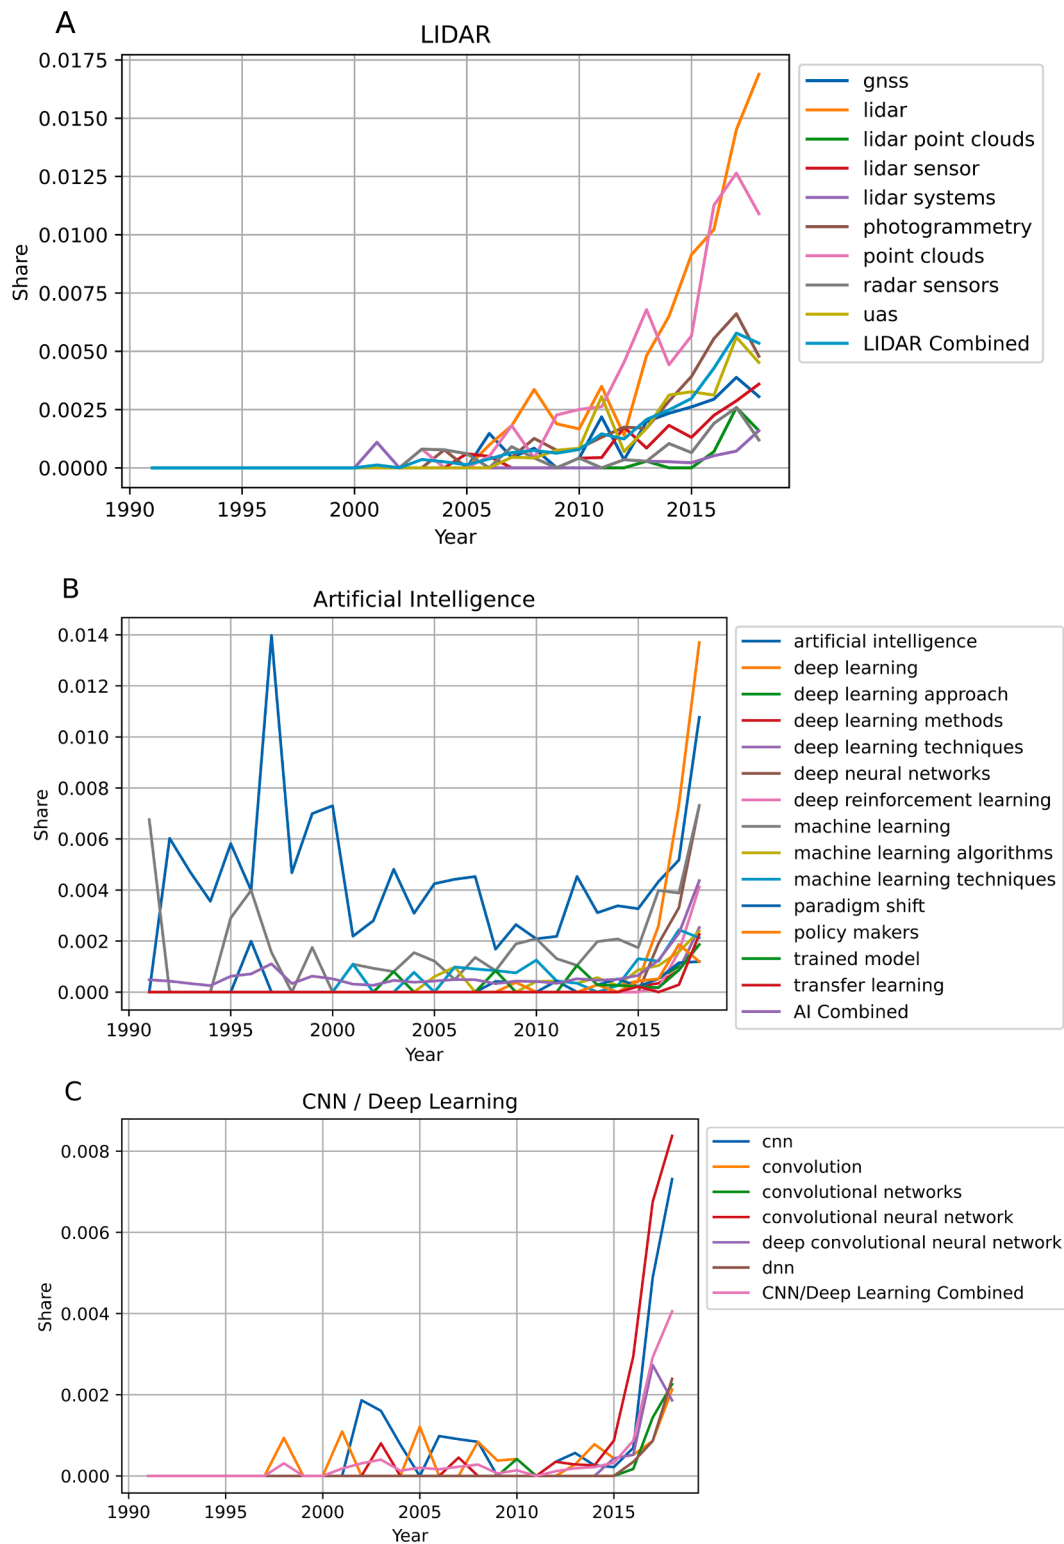 A
LIDAR
0.0175
0.0150
0.0125
0.0100
0.0075
0.0050
0.0025
0.0000
Share
1990 1995 2000 2005 2010 2015
Year
gnss
lidar
lidar point clouds
lidar sensor
lidar systems
photogrammetry
point clouds
radar sensors
uas
LIDAR Combined
B
Artificial Intelligence
0.014
0.012
0.010
0.008
0.006
0.004
0.002
0.000
Share
1990 1995 2000 2005 2010 2015
Year
artificial intelligence
deep learning
deep learning approach
deep learning methods
deep learning techniques
deep neural networks
deep reinforcement learning
machine learning
machine learning algorithms
machine learning techniques
paradigm shift
policy makers
trained model
transfer learning
AI Combined
C
CNN / Deep Learning
0.008
0.006
0.004
0.002
0.000
Share
1990 1995 2000 2005 2010 2015
Year
cnn
convolution
convolutional networks
convolutional neural network
deep convolutional neural network
dnn
CNN/Deep Learning Combined